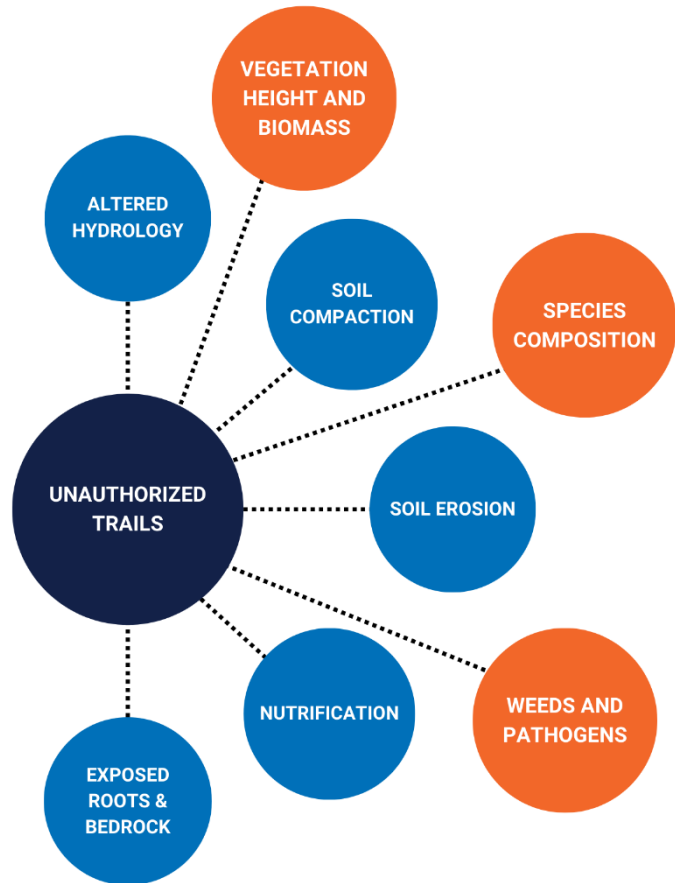 VEGETATION
HEIGHT AND
BIOMASS
ALTERED
HYDROLOGY
SOIL
COMPACTION
SPECIES
COMPOSITION
UNAUTHORIZED
TRAILS
SOIL EROSION
NUTRIFICATION
WEEDS AND
PATHOGENS
EXPOSED
ROOTS &
BEDROCK